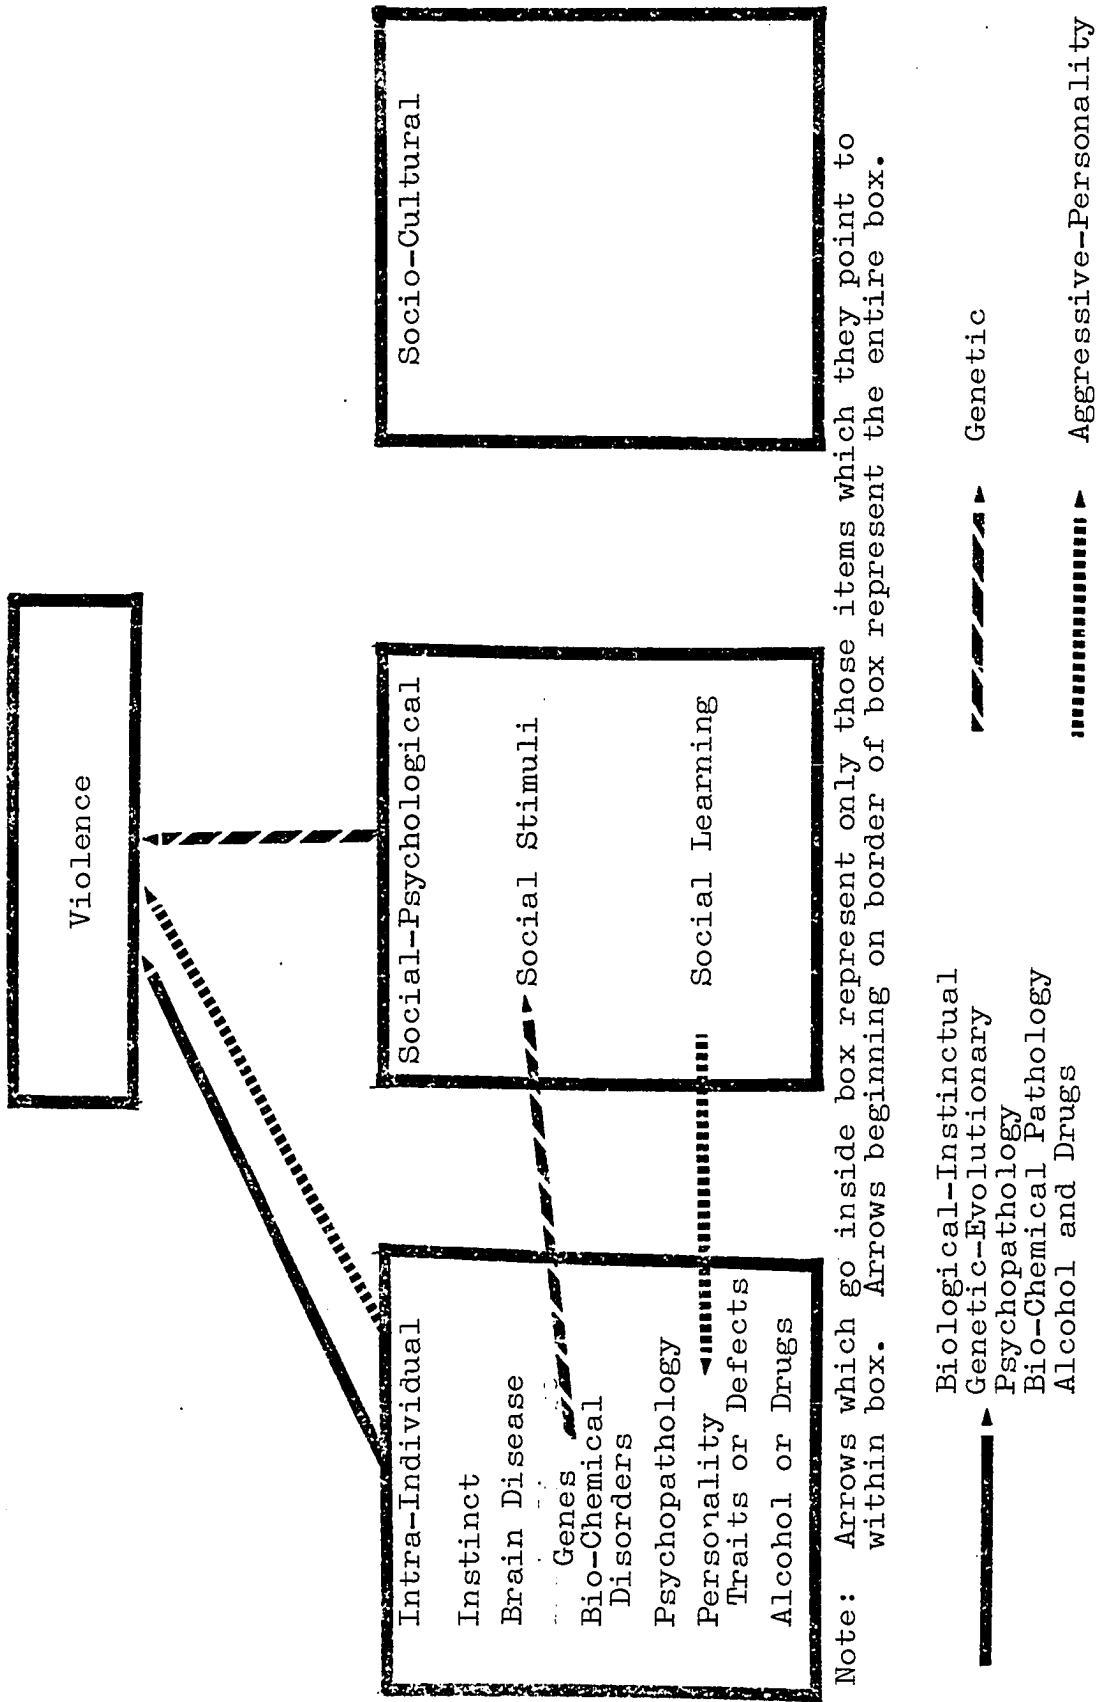 Violence
Intra-Individual
Instinct
Brain Disease
Genes
Bio-Chemical
Disorders
Psychopathology
Personality
Traits or Defects
Alcohol or Drugs
Social-Psychological
Social Stimuli
Social Learning
Socio-Cultural
Note: Arrows which go inside box represent only those items which they point to
within box. Arrows beginning on border of box represent the entire box.
Biological-Instinctual
Genetic-Evolutionary
Psychopathology
Bio-Chemical Pathology
Alcohol and Drugs
Genetic
Aggressive-Personality